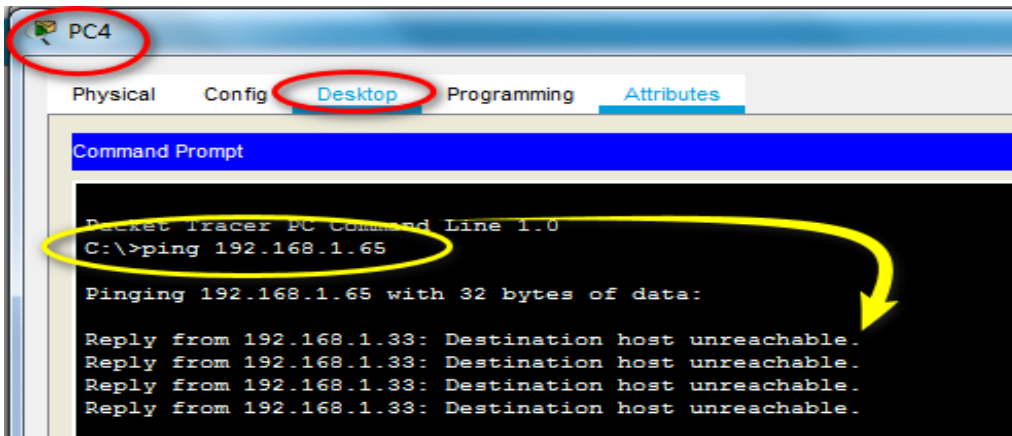 PC4
Physical Config Desktop Programming Attributes
Command Prompt
Packet Tracer PC Command Line 1.0
C:\>ping 192.168.1.65
Pinging 192.168.1.65 with 32 bytes of data:
Reply from 192.168.1.33: Destination host unreachable.
Reply from 192.168.1.33: Destination host unreachable.
Reply from 192.168.1.33: Destination host unreachable.
Reply from 192.168.1.33: Destination host unreachable.